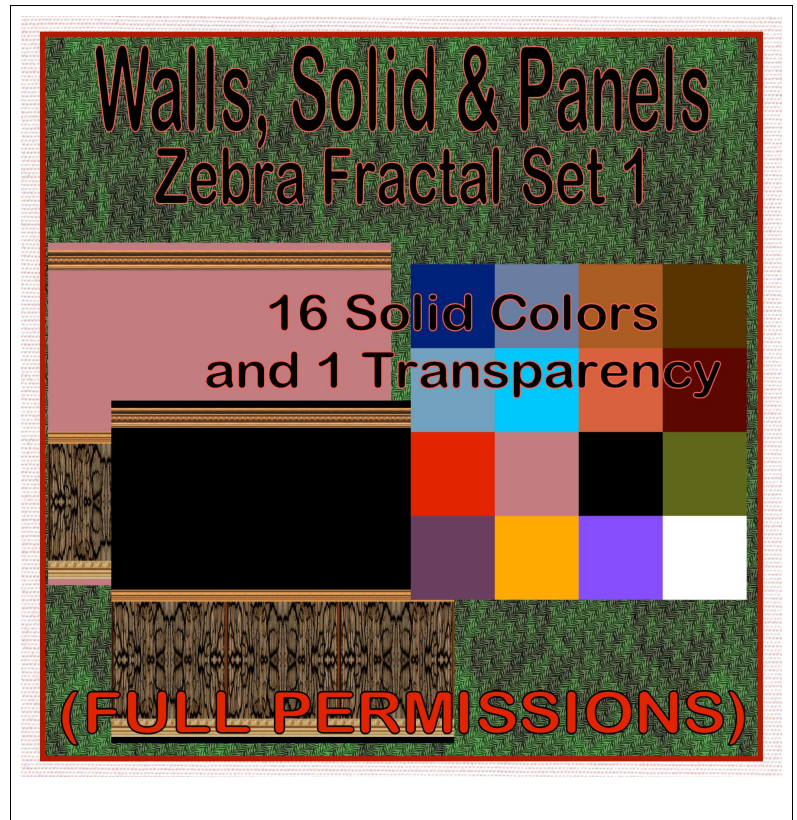 Walls, Solid & Panels
Zebra Fractal Set 1
16 Solid Colors
and 1 Transparency
(FULL PERMISSIONS)